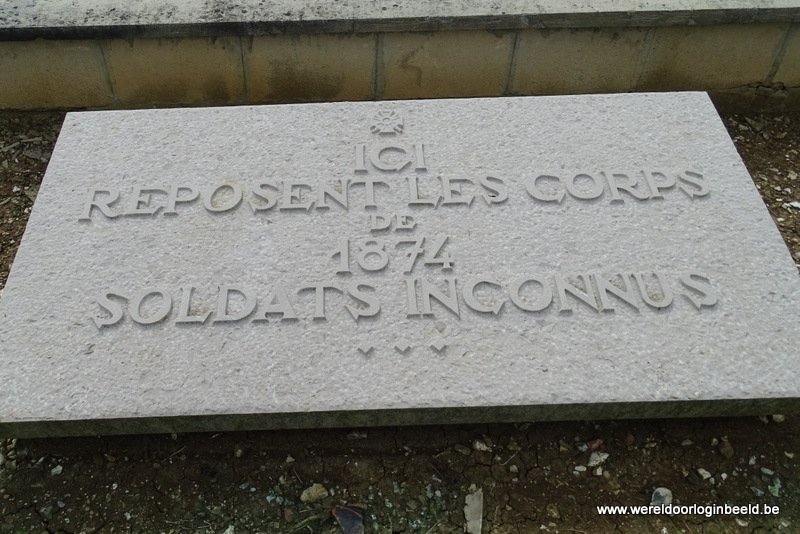 ICI
REPOSENT LES CORPS
DE
1874
SOLDATS INCONNUS
www.wereldoorloginbeeld.be